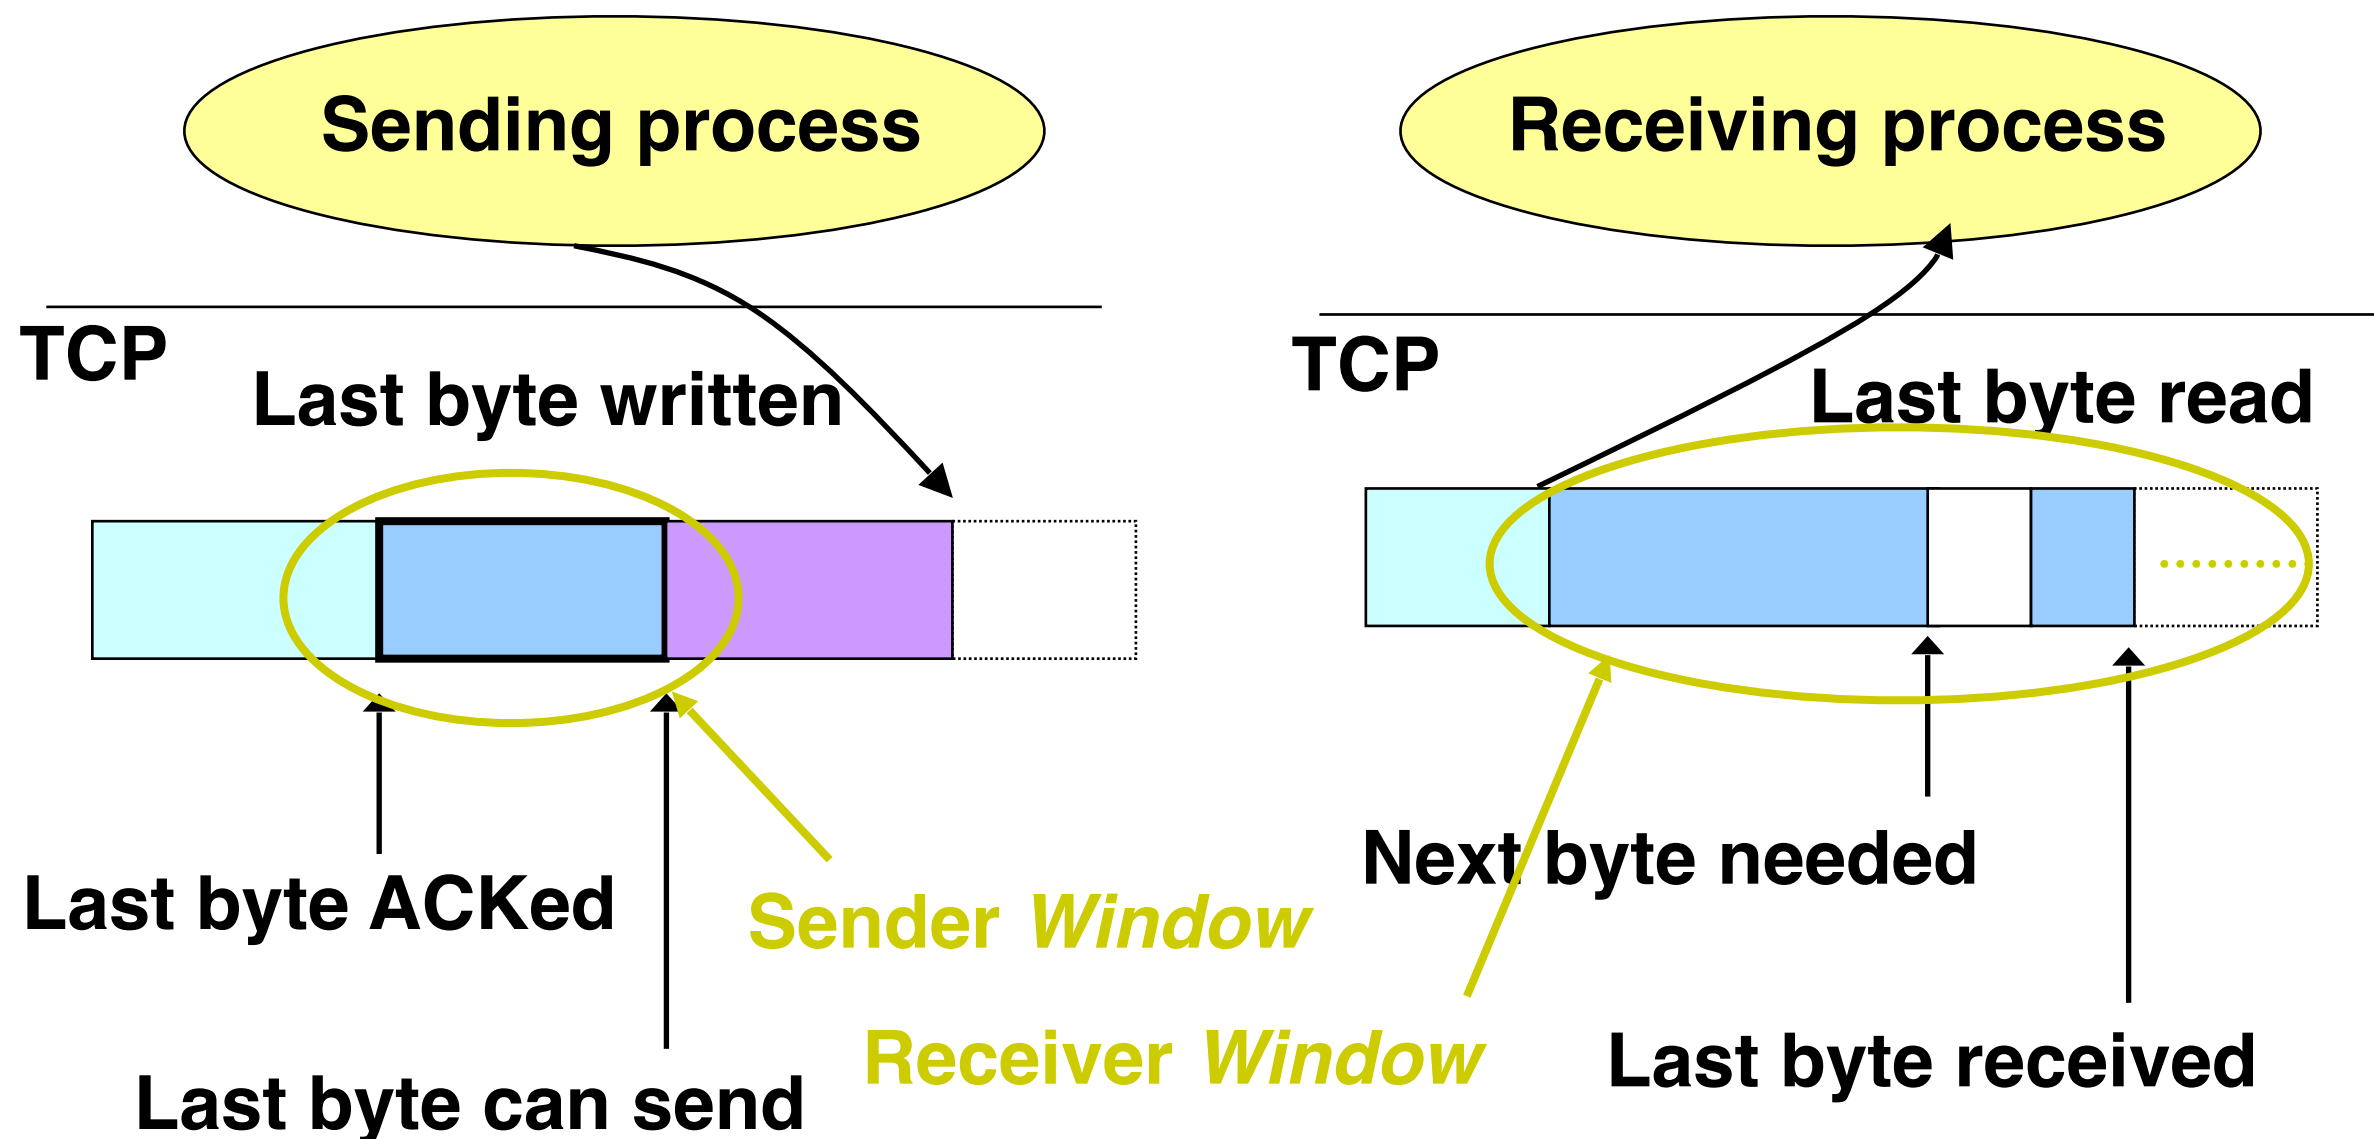 Sending process
Receiving process
TCP
TCP
Last byte written
Last byte read
Next byte needed
Last byte ACKed
Sender Window
Receiver Window
Last byte received
Last byte can send